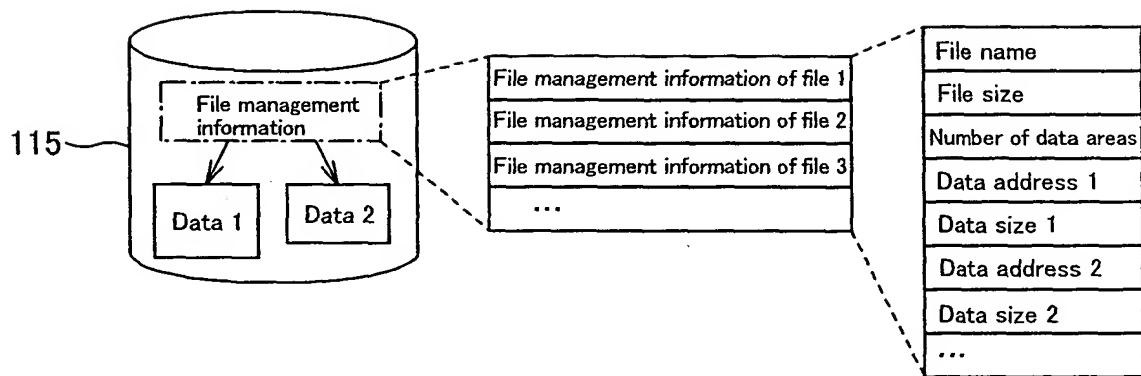 115
File management
information
Data 1
Data 2
File management information of file 1
File management information of file 2
File management information of file 3
...
File name
File size
Number of data areas
Data address 1
Data size 1
Data address 2
Data size 2
...